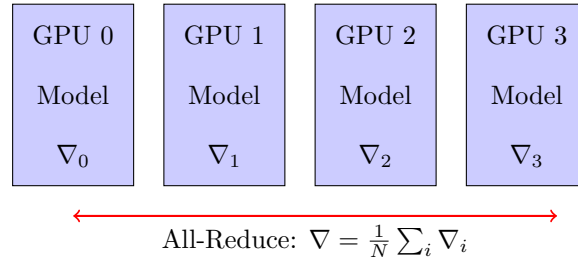 GPU 0 GPU 1 GPU 2 GPU 3
Model Model Model Model
∇₀ ∇₁ ∇₂ ∇₃
All-Reduce: ∇ = 1/N ∑ᵢ ∇ᵢ